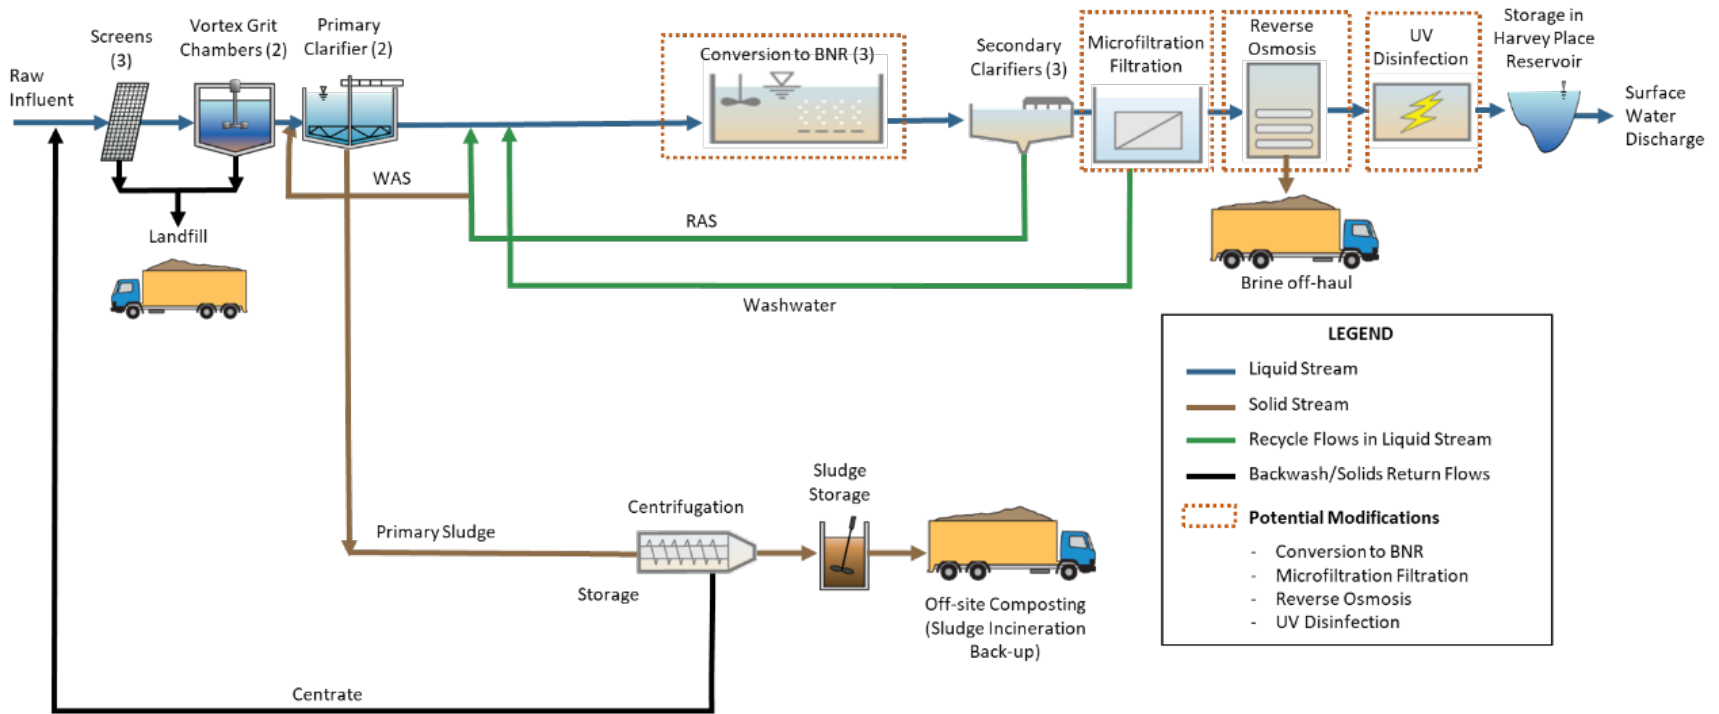 Raw
Influent
Screens
(3)
Vortex Grit
Chambers (2)
Primary
Clarifier (2)
Conversion to BNR (3)
Secondary
Clarifiers (3)
Microfiltration
Filtration
Reverse
Osmosis
UV
Disinfection
Storage in
Harvey Place
Reservoir
Surface
Water
Discharge
WAS
RAS
Landfill
Washwater
Brine off-haul
LEGEND
Liquid Stream
Solid Stream
Recycle Flows in Liquid Stream
Backwash/Solids Return Flows
Potential Modifications
- Conversion to BNR
- Microfiltration Filtration
- Reverse Osmosis
- UV Disinfection
Primary Sludge
Centrifugation
Storage
Sludge
Storage
Off-site Composting
(Sludge Incineration
Back-up)
Centrate